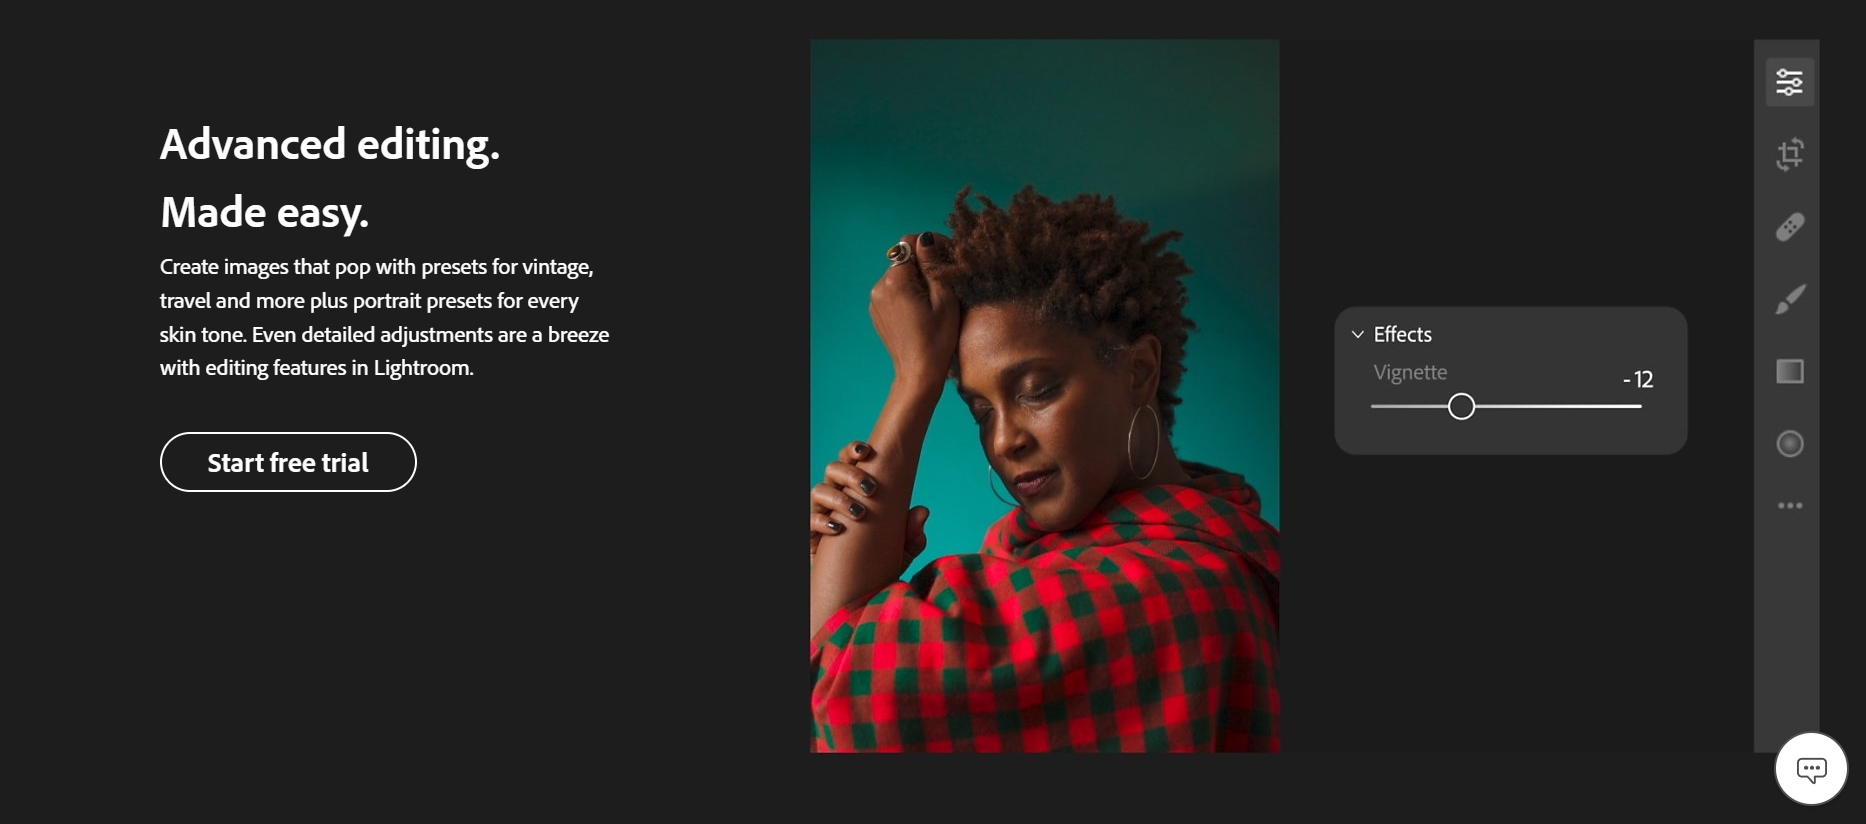 Advanced editing.
Made easy.
Create images that pop with presets for vintage,
travel and more plus portrait presets for every
skin tone. Even detailed adjustments are a breeze
with editing features in Lightroom.
Start free trial
Effects
Vignette
-12